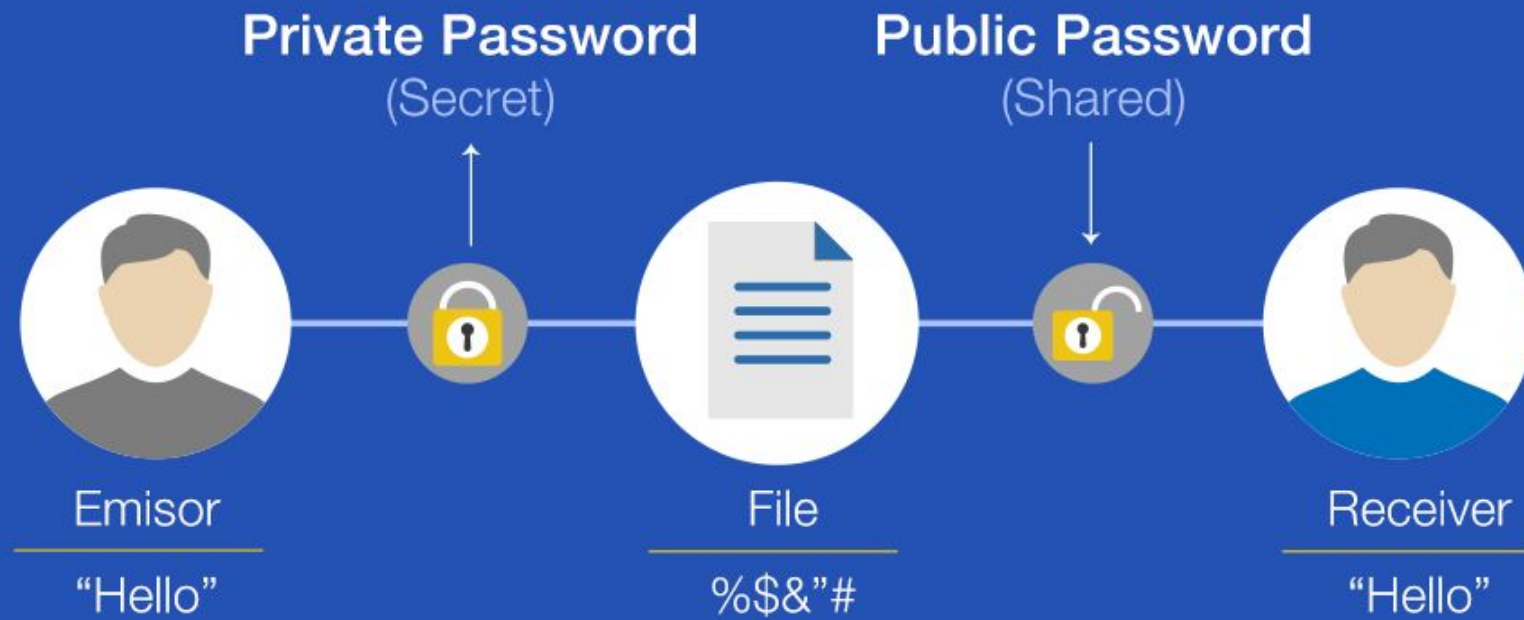 Private Password
(Secret)
Public Password
(Shared)
Emisor
“Hello”
File
%$&”#
Receiver
“Hello”